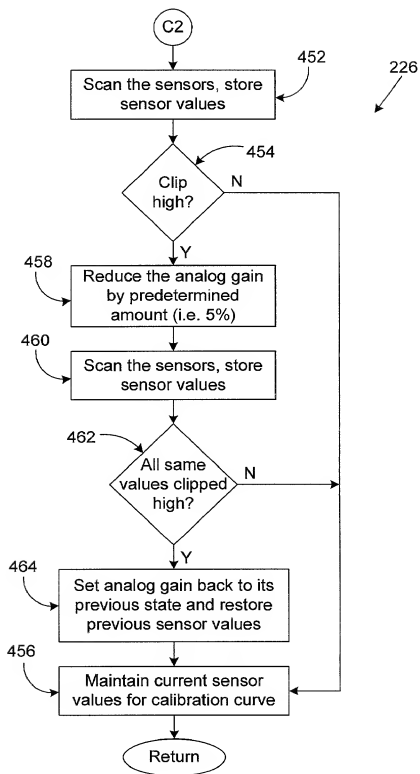 C2
Scan the sensors, store
sensor values
452
226
454
Clip
high?
N
Y
458
Reduce the analog gain
by predetermined
amount (i.e. 5%)
460
Scan the sensors, store
sensor values
462
All same
values clipped
high?
N
Y
464
Set analog gain back to its
previous state and restore
previous sensor values
456
Maintain current sensor
values for calibration curve
Return